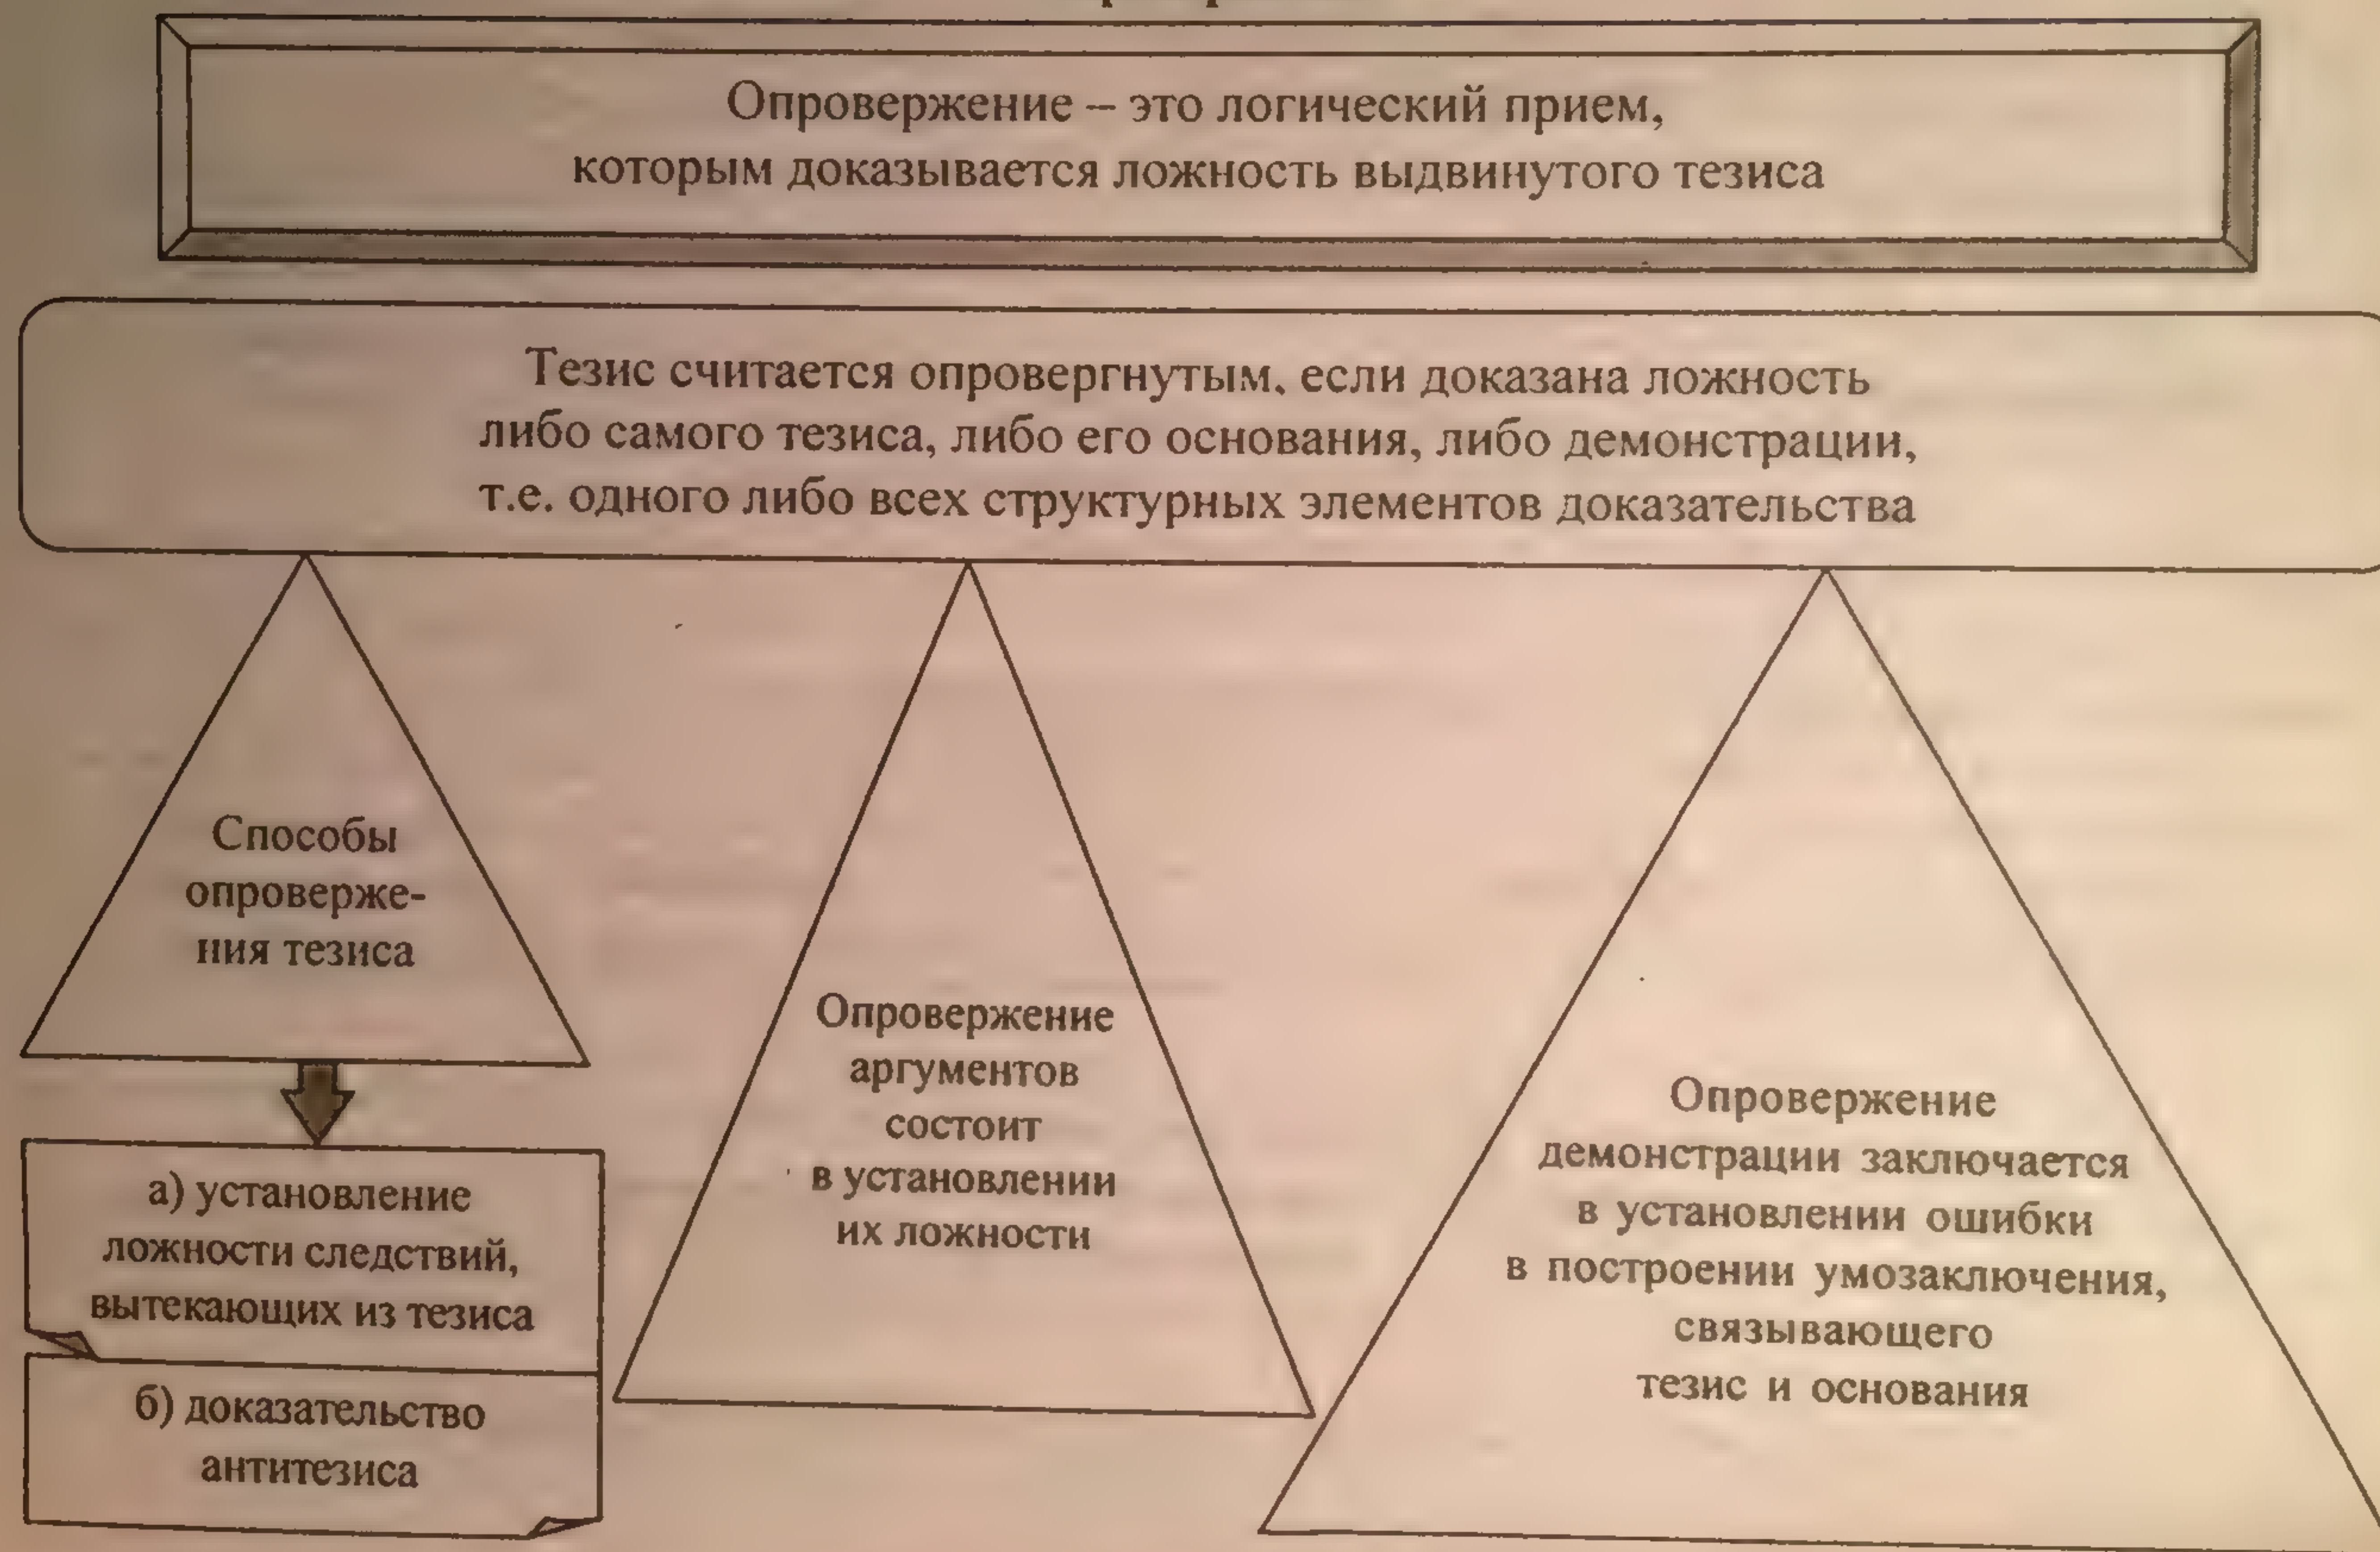 Опровержение – это логический прием,
которым доказывается ложность выдвинутого тезиса
Тезис считается опровергнутым, если доказана ложность
либо самого тезиса, либо его основания, либо демонстрации,
т.е. одного либо всех структурных элементов доказательства
Способы
опроверже-
ния тезиса
а) установление
ложности следствий,
вытекающих из тезиса
б) доказательство
антитезиса
Опровержение
аргументов
состоит
в установлении
их ложности
Опровержение
демонстрации заключается
в установлении ошибки
в построении умозаключения,
связывающего
тезис и основания